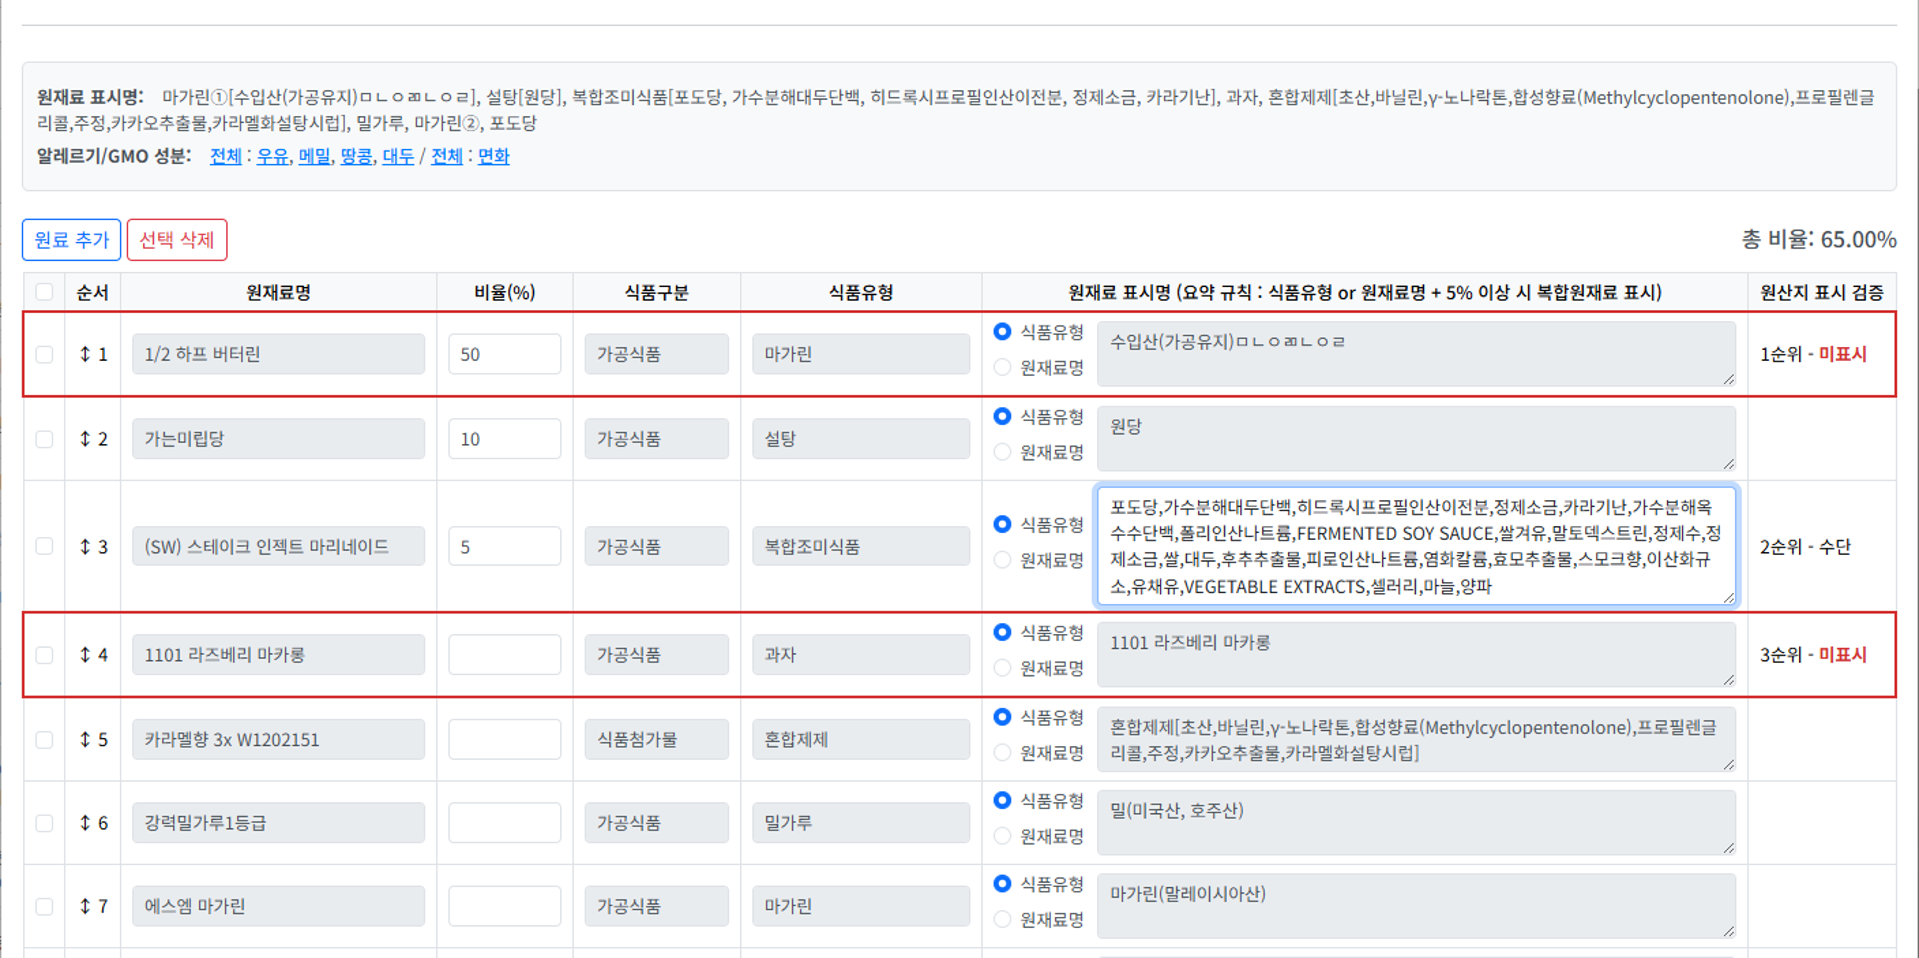 원재료 표시명: 마가린①[수입산(가공유지)ㅁㄴㅇㄻㄴㅇㄹ], 설탕[원당], 복합조미식품[포도당, 가수분해대두단백, 히드록시프로필인산이전분, 정제소금, 카라기난], 과자, 혼합제제[초산,바닐린,γ-노나락톤,합성향료(Methylcyclopentenolone),프로필렌글
리콜,주정,카카오추출물,카라멜화설탕시럽], 밀가루, 마가린②, 포도당
알레르기/GMO 성분: 전체 : 우유, 메밀, 땅콩, 대두 / 전체 : 면화
원료 추가 선택 삭제 총 비율: 65.00%
순서 원재료명 비율(%) 식품구분 식품유형 원재료 표시명 (요약 규칙 : 식품유형 or 원재료명 + 5% 이상 시 복합원재료 표시) 원산지 표시 검증
↕ 1 1/2 하프 버터린 50 가공식품 마가린 식품유형 수입산(가공유지)ㅁㄴㅇㄻㄴㅇㄹ 1순위 - 미표시
원재료명
↕ 2 가는미립당 10 가공식품 설탕 식품유형 원당
원재료명
↕ 3 (SW) 스테이크 인젝트 마리네이드 5 가공식품 복합조미식품 식품유형 포도당,가수분해대두단백,히드록시프로필인산이전분,정제소금,카라기난,가수분해옥
수수단백,폴리인산나트륨,FERMENTED SOY SAUCE,쌀겨유,말토덱스트린,정제수,정
원재료명 제소금,쌀,대두,후추추출물,피로인산나트륨,염화칼륨,효모추출물,스모크향,이산화규
소,유채유,VEGETABLE EXTRACTS,셀러리,마늘,양파 2순위 - 수단
↕ 4 1101 라즈베리 마카롱 가공식품 과자 식품유형 1101 라즈베리 마카롱 3순위 - 미표시
원재료명
↕ 5 카라멜향 3x W1202151 식품첨가물 혼합제제 식품유형 혼합제제[초산,바닐린,γ-노나락톤,합성향료(Methylcyclopentenolone),프로필렌글
원재료명 리콜,주정,카카오추출물,카라멜화설탕시럽]
↕ 6 강력밀가루1등급 가공식품 밀가루 식품유형 밀(미국산, 호주산)
원재료명
↕ 7 에스엠 마가린 가공식품 마가린 식품유형 마가린(말레이시아산)
원재료명